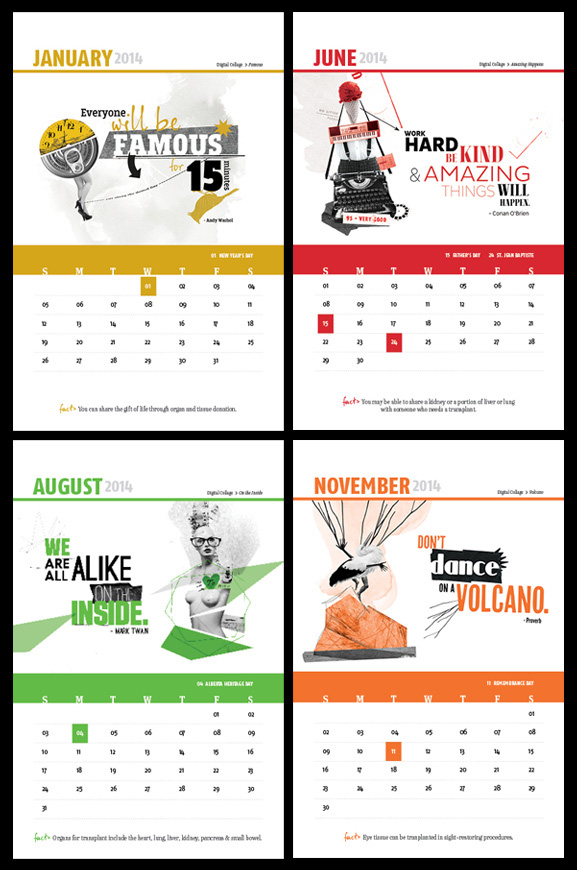 JANUARY 2014
Digital Collage > Famous
Everyone
will be
FAMOUS
for 15 minutes
- Andy Warhol
01 NEW YEAR'S DAY
S M T W T F S
01 02 03 04
05 06 07 08 09 10 11
12 13 14 15 16 17 18
19 20 21 22 23 24 25
26 27 28 29 30 31
fact> You can share the gift of life through organ and tissue donation.
JUNE 2014
Digital Collage > Amazing Happens
WORK
HARD
BE KIND
& AMAZING
THINGS WILL
HAPPEN.
- Conan O'Brien
95 - VERY GOOD
15 FATHER'S DAY 24 ST. JEAN BAPTISTE
S M T W T F S
01 02 03 04 05 06 07
08 09 10 11 12 13 14
15 16 17 18 19 20 21
22 23 24 25 26 27 28
29 30
fact> You may be able to share a kidney or a portion of liver or lung
with someone who needs a transplant.
AUGUST 2014
Digital Collage > On the Inside
WE
ARE ALIKE
ALL
ON THE
INSIDE.
- MARK TWAIN
04 ALBERTA HERITAGE DAY
S M T W T F S
01 02
03 04 05 06 07 08 09
10 11 12 13 14 15 16
17 18 19 20 21 22 23
24 25 26 27 28 29 30
31
fact> Organs for transplant include the heart, lung, liver, kidney, pancreas & small bowel.
NOVEMBER 2014
Digital Collage > Volcano
DON'T
dance
ON A VOLCANO.
- Proverb
11 REMEMBRANCE DAY
S M T W T F S
01
02 03 04 05 06 07 08
09 10 11 12 13 14 15
16 17 18 19 20 21 22
23 24 25 26 27 28 29
30
fact> Eye tissue can be transplanted in sight-restoring procedures.